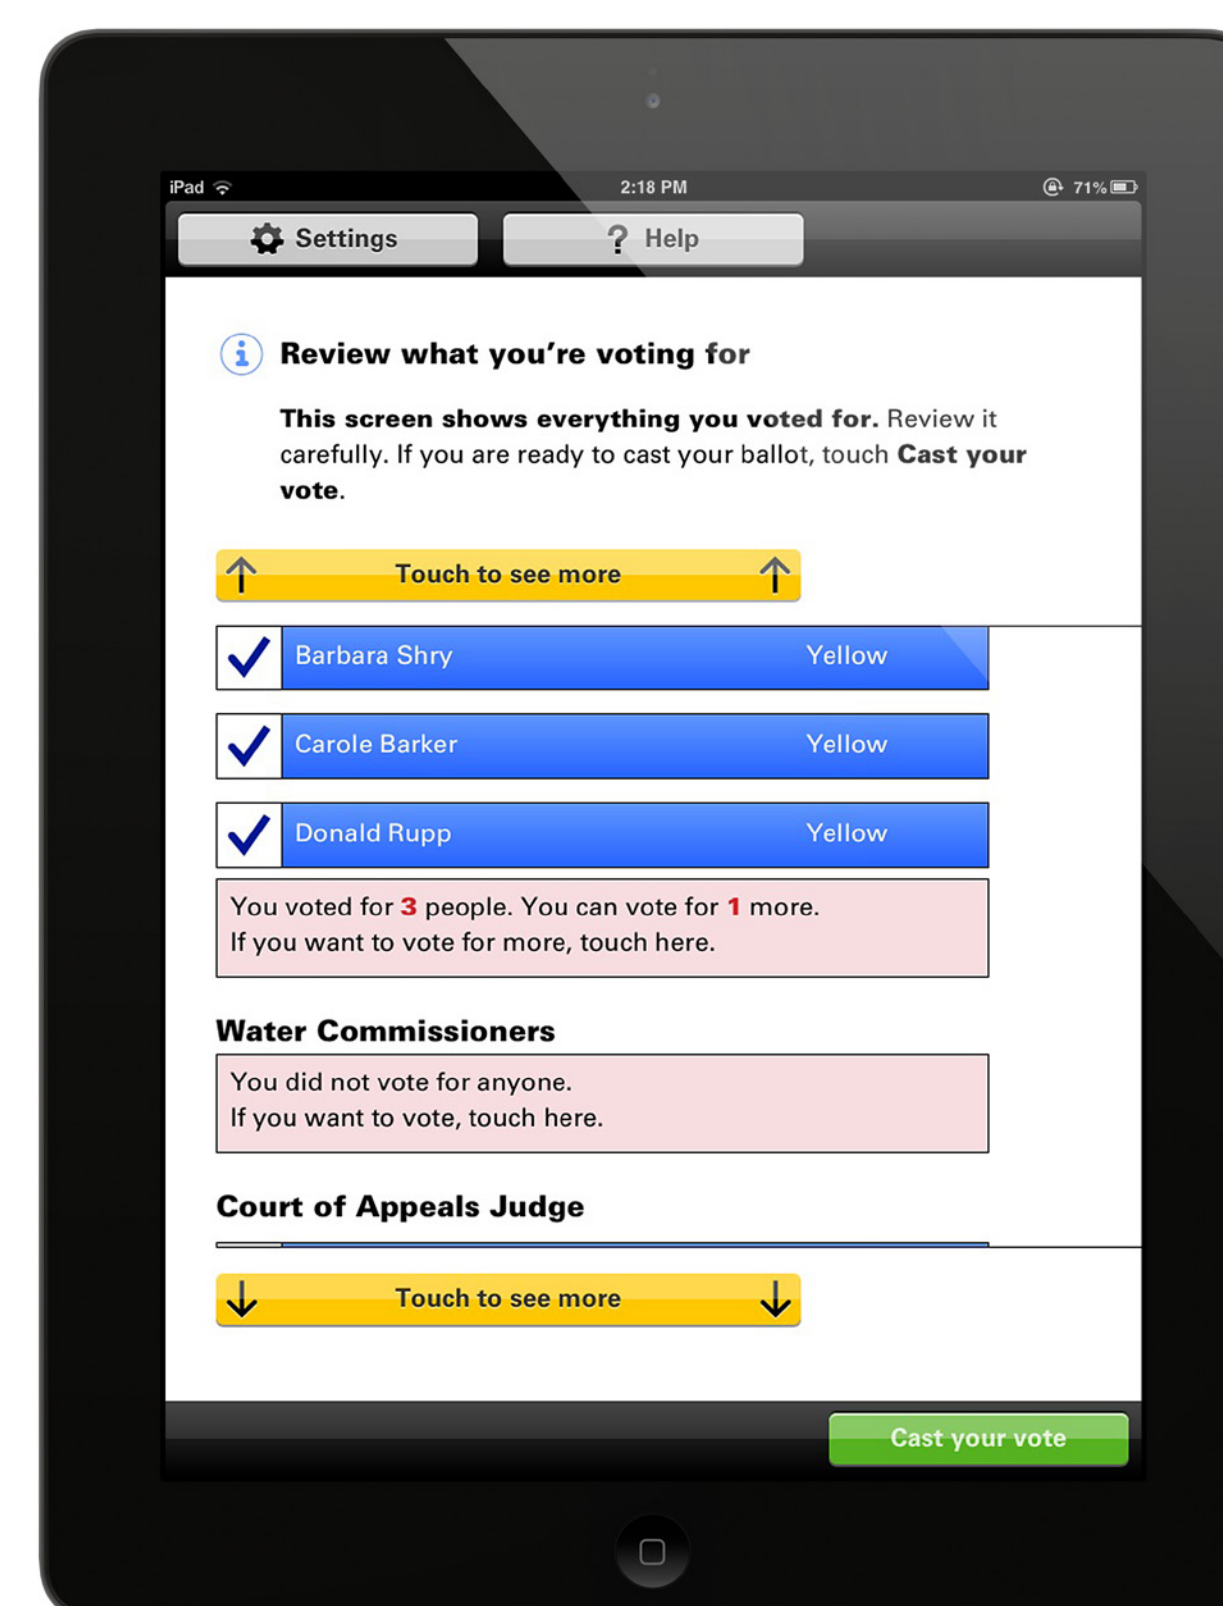 iPad 2:18 PM 71%
Settings ? Help
i Review what you're voting for
This screen shows everything you voted for. Review it
carefully. If you are ready to cast your ballot, touch Cast your
vote.
↑ Touch to see more ↑
Barbara Shry Yellow
Carole Barker Yellow
Donald Rupp Yellow
You voted for 3 people. You can vote for 1 more.
If you want to vote for more, touch here.
Water Commissioners
You did not vote for anyone.
If you want to vote, touch here.
Court of Appeals Judge
↓ Touch to see more ↓
Cast your vote